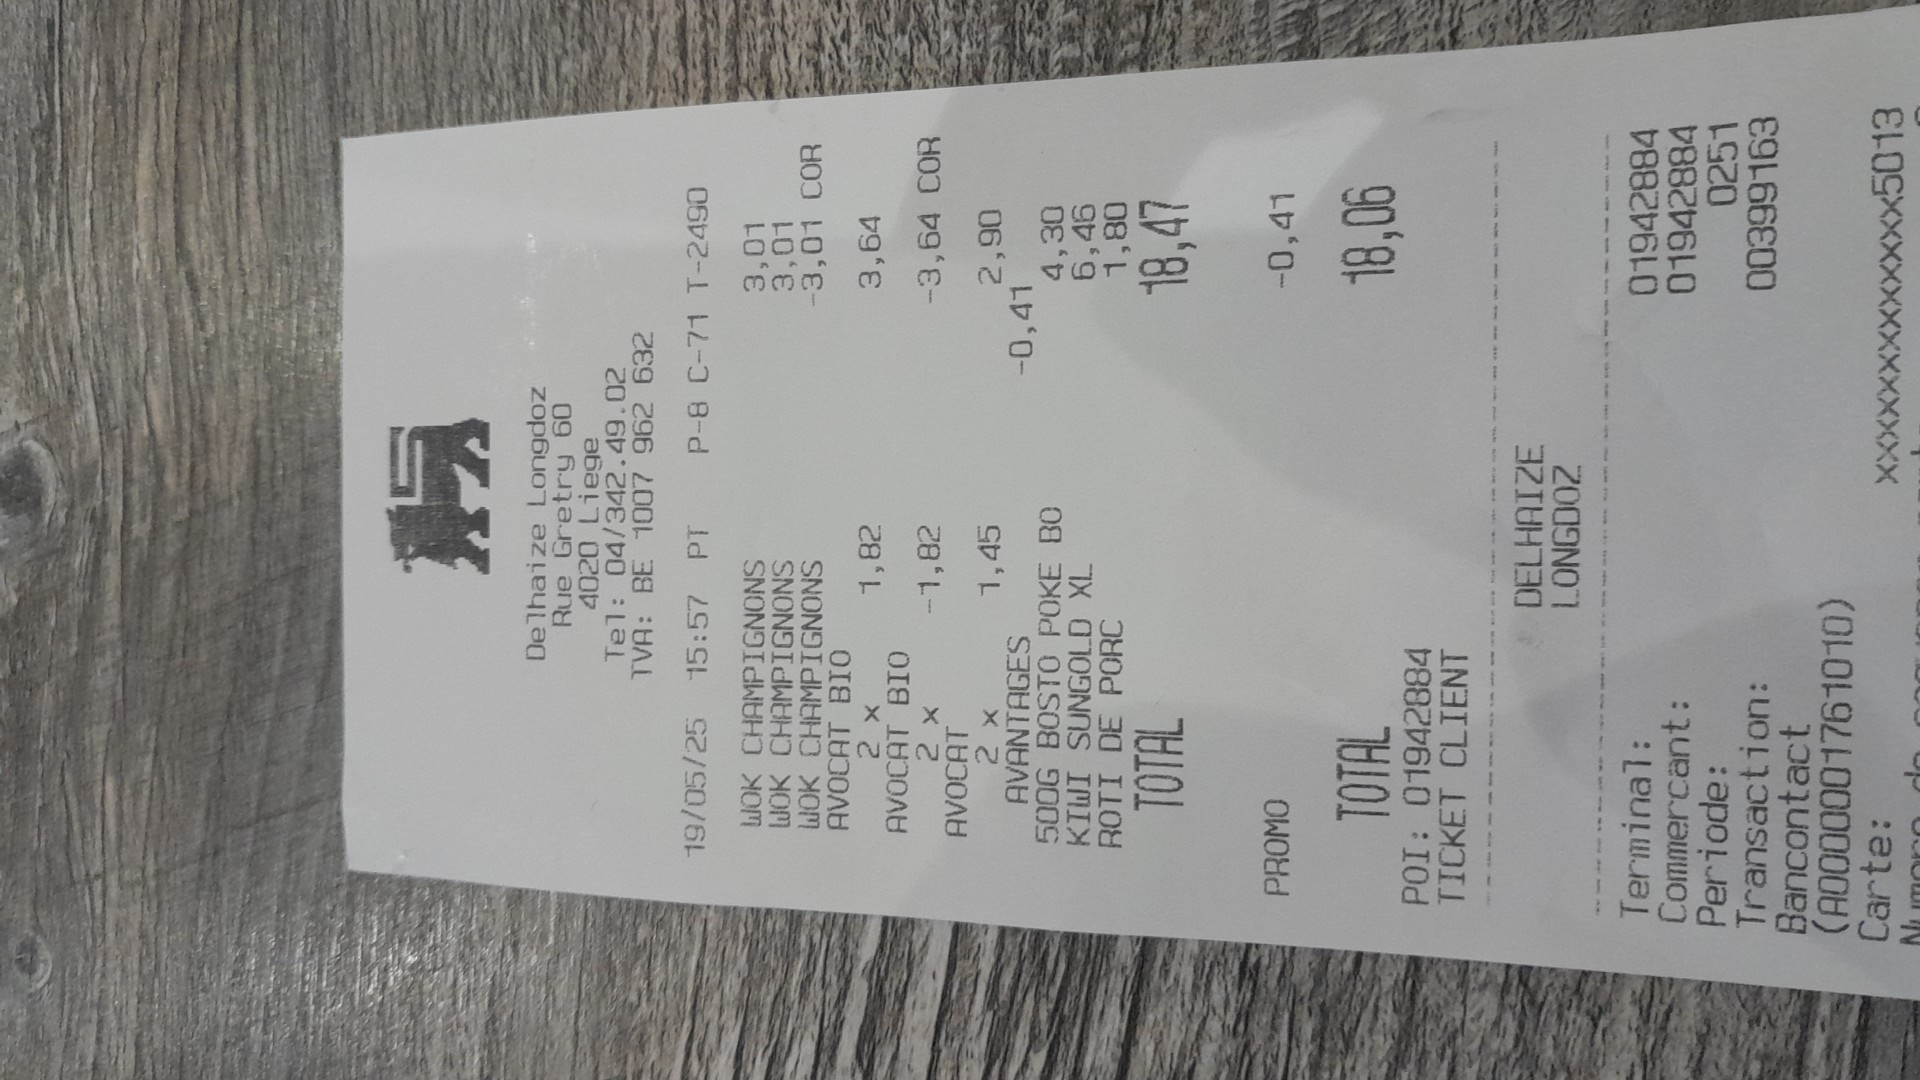 Delhaize Longdoz
Rue Gretry 60
4020 Liege
Tel: 04/342.49.02
TVA: BE 1007 962 632
19/05/25 15:57 PT P-8 C-71 T-2490
WOK CHAMPIGNONS 3,01
WOK CHAMPIGNONS 3,01
WOK CHAMPIGNONS -3,01 COR
AVOCAT BIO
2 x 1,82 3,64
AVOCAT BIO
2 x -1,82 -3,64 COR
AVOCAT
2 x 1,45 2,90
AVANTAGES -0,41
500G BOSTO POKE BO 4,30
KIWI SUNGOLD XL 6,46
ROTI DE PORC 1,80
TOTAL 18,47
PROMO -0,41
TOTAL 18,06
POI: 01942884
TICKET CLIENT
DELHAIZE
LONGDOZ
Terminal: 01942884
Commercant: 01942884
Periode: 0251
Transaction: 00399163
Bancontact
(A0000001761010)
Carte: xxxxxxxxxxxxxxx5013